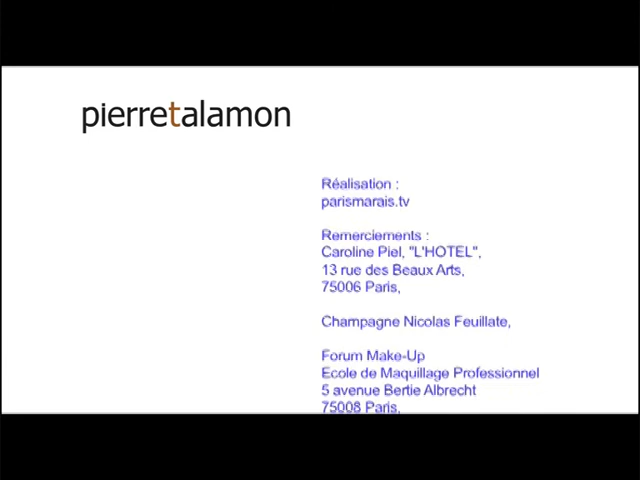 pierretalamon
Réalisation :
parismarais.tv
Remerciements :
Caroline Piel, "L'HOTEL",
13 rue des Beaux Arts,
75006 Paris,
Champagne Nicolas Feuillate,
Forum Make-Up
Ecole de Maquillage Professionnel
5 avenue Bertie Albrecht
75008 Paris,